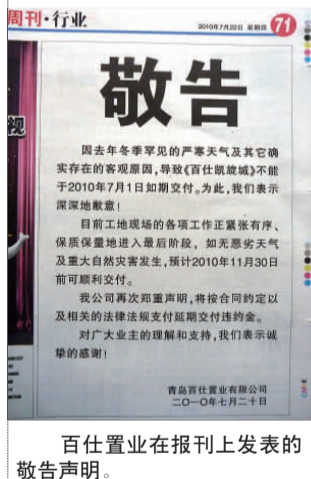 周刊·行业 2010年7月22日 星期四 71
视
敬告
因去年冬季罕见的严寒天气及其它确
实存在的客观原因,导致《百仕凯旋城》不能
于2010年7月1日如期交付。为此,我们表示
深深地歉意!
目前工地现场的各项工作正紧张有序、
保质保量地进入最后阶段，如无恶劣天气
及重大自然灾害发生,预计2010年11月30日
前可顺利交付。
我公司再次郑重声明,将按合同约定以
及相关的法律法规支付延期交付违约金。
对广大业主的理解和支持,我们表示诚
挚的感谢!
青岛百仕置业有限公司
二〇一〇年七月二十日
百仕置业在报刊上发表的
敬告声明。